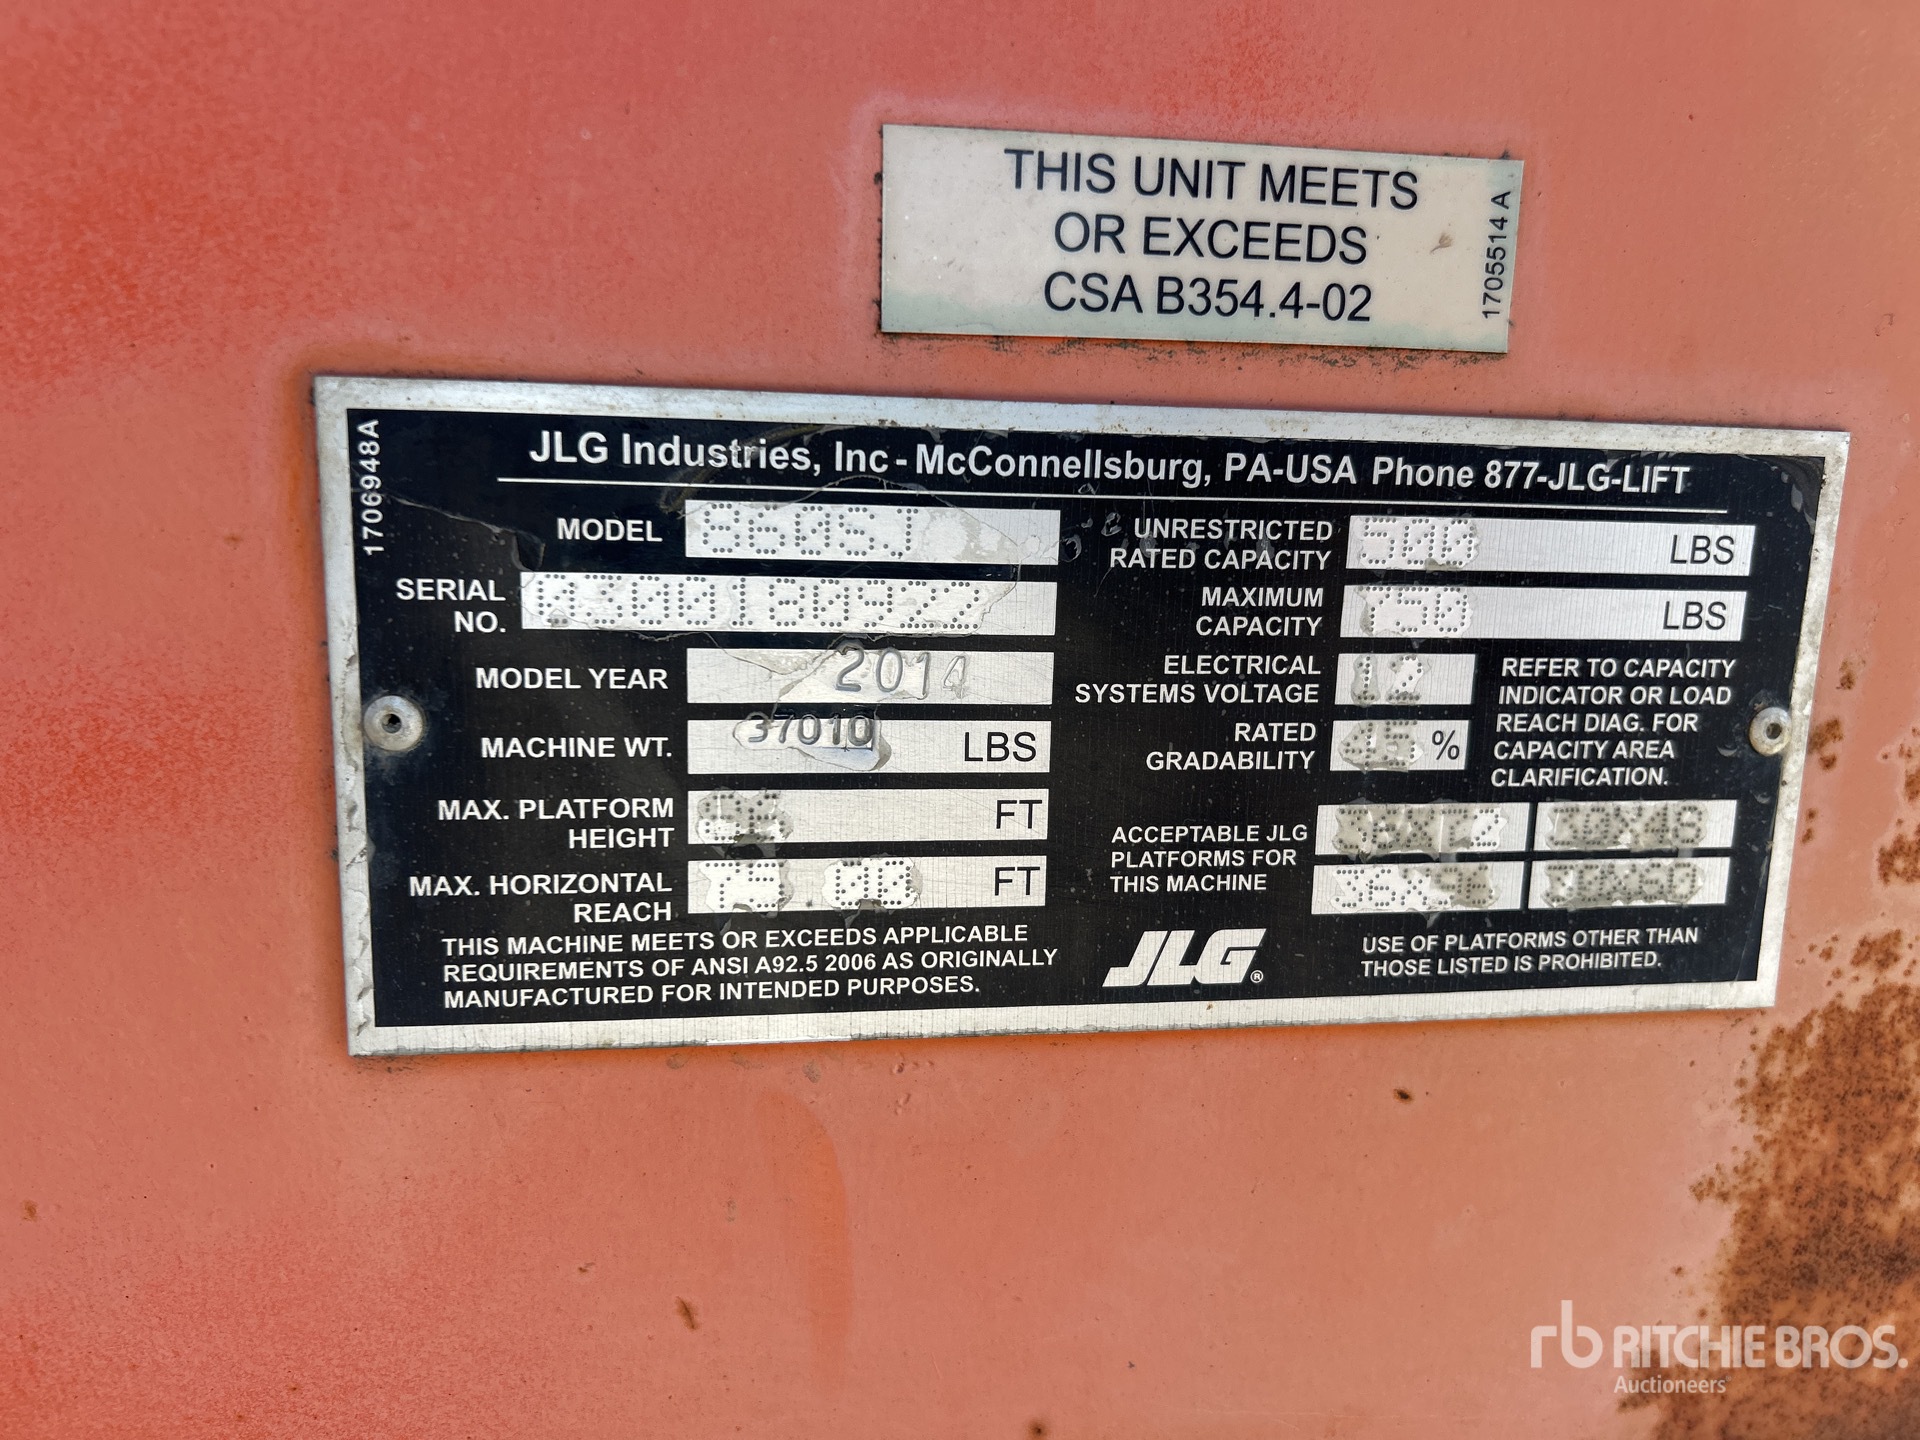 THIS UNIT MEETS
OR EXCEEDS
CSA B354.4-02
1705514 A
1706948A
JLG Industries, Inc - McConnellsburg, PA-USA Phone 877-JLG-LIFT
MODEL 860SJ
SERIAL
NO. 0300180922
MODEL YEAR 2014
MACHINE WT. 37010 LBS
MAX. PLATFORM
HEIGHT 86 FT
MAX. HORIZONTAL
REACH 75 00 FT
THIS MACHINE MEETS OR EXCEEDS APPLICABLE
REQUIREMENTS OF ANSI A92.5 2006 AS ORIGINALLY
MANUFACTURED FOR INTENDED PURPOSES.
UNRESTRICTED
RATED CAPACITY 500 LBS
MAXIMUM
CAPACITY 750 LBS
ELECTRICAL
SYSTEMS VOLTAGE 12
RATED
GRADABILITY 45 %
REFER TO CAPACITY
INDICATOR OR LOAD
REACH DIAG. FOR
CAPACITY AREA
CLARIFICATION.
ACCEPTABLE JLG
PLATFORMS FOR
THIS MACHINE
36X72 30X48
36X96 30X60
JLG®
USE OF PLATFORMS OTHER THAN
THOSE LISTED IS PROHIBITED.
rb RITCHIE BROS.
Auctioneers